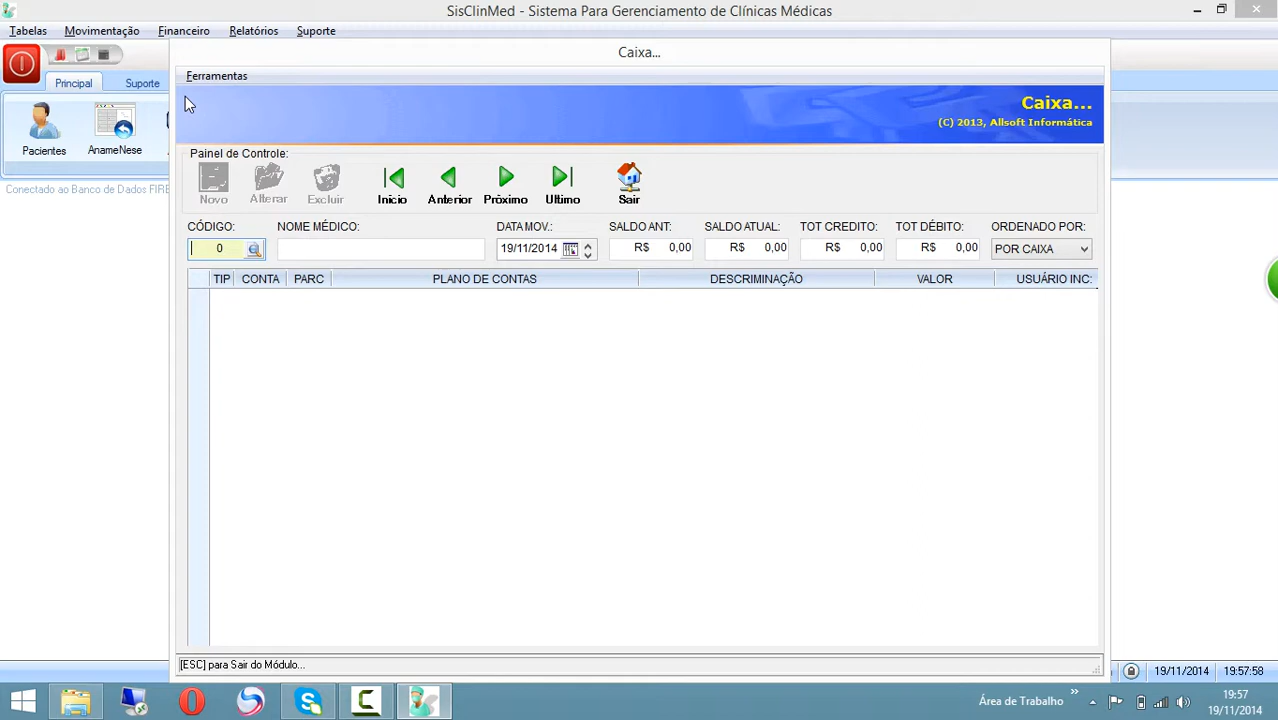 SisClinMed - Sistema Para Gerenciamento de Clínicas Médicas
Tabelas Movimentação Financeiro Relatórios Suporte
Caixa...
Principal Suporte
Ferramentas
Caixa...
(C) 2013, Allsoft Informática
Pacientes AnameNese
Painel de Controle:
Novo Alterar Excluir Início Anterior Próximo Ultimo Sair
Conectado ao Banco de Dados FIRE
CÓDIGO: NOME MÉDICO: DATA MOV.: SALDO ANT: SALDO ATUAL: TOT CREDITO: TOT DÉBITO: ORDENADO POR:
0 19/11/2014 R$ 0,00 R$ 0,00 R$ 0,00 R$ 0,00 POR CAIXA
TIP CONTA PARC PLANO DE CONTAS DESCRIMINAÇÃO VALOR USUÁRIO INC:
[ESC] para Sair do Módulo...
19/11/2014 19:57:58
Área de Trabalho
19:57
19/11/2014